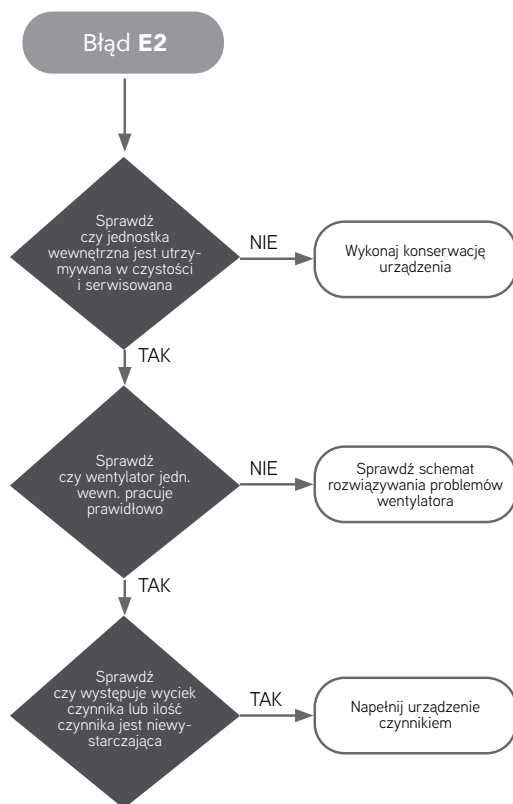 Błąd E2
Sprawdź
czy jednostka
wewnętrzna jest utrzy-
mywana w czystości
i serwisowana
NIE
Wykonaj konserwację
urządzenia
TAK
Sprawdź
czy wentylator jedn.
wewn. pracuje
prawidłowo
NIE
Sprawdź schemat
rozwiązywania problemów
wentylatora
TAK
Sprawdź
czy występuje wyciek
czynnika lub ilość
czynnika jest niewy-
starczająca
TAK
Napełnij urządzenie
czynnikiem